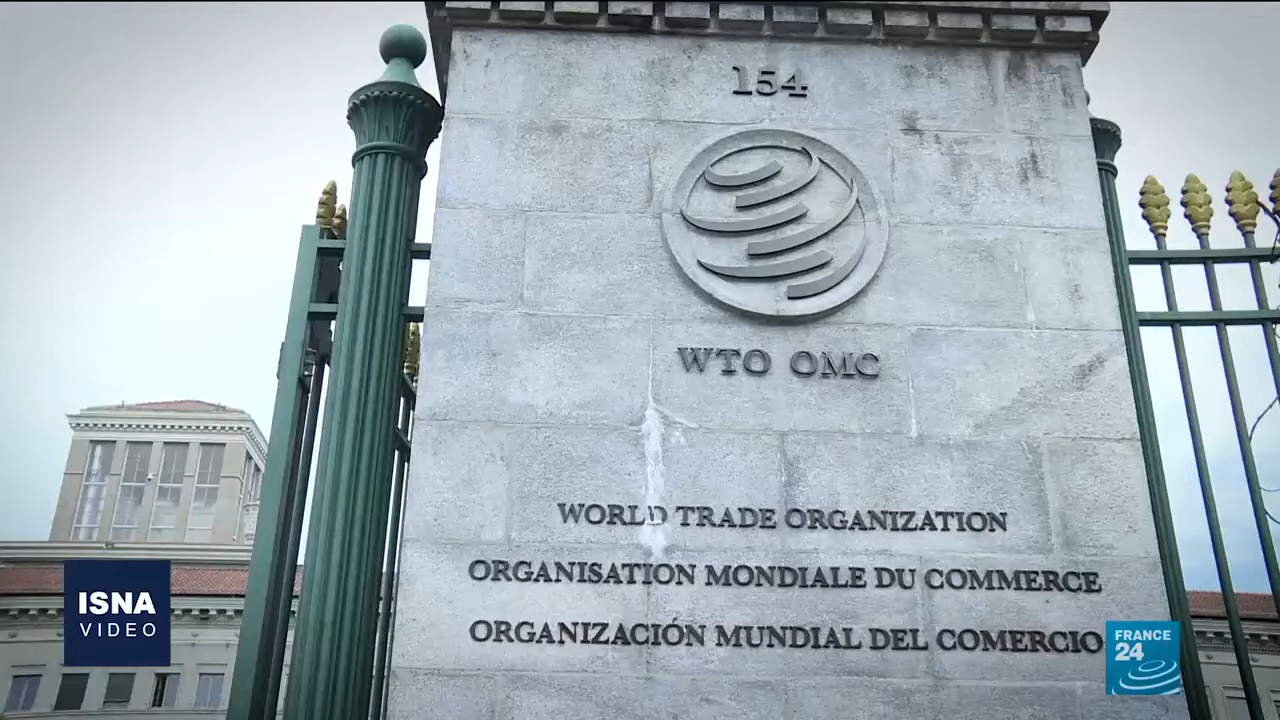 154
WTO OMC
WORLD TRADE ORGANIZATION
ORGANISATION MONDIALE DU COMMERCE
ORGANIZACIÓN MUNDIAL DEL COMERCIO
ISNA
VIDEO
FRANCE
24